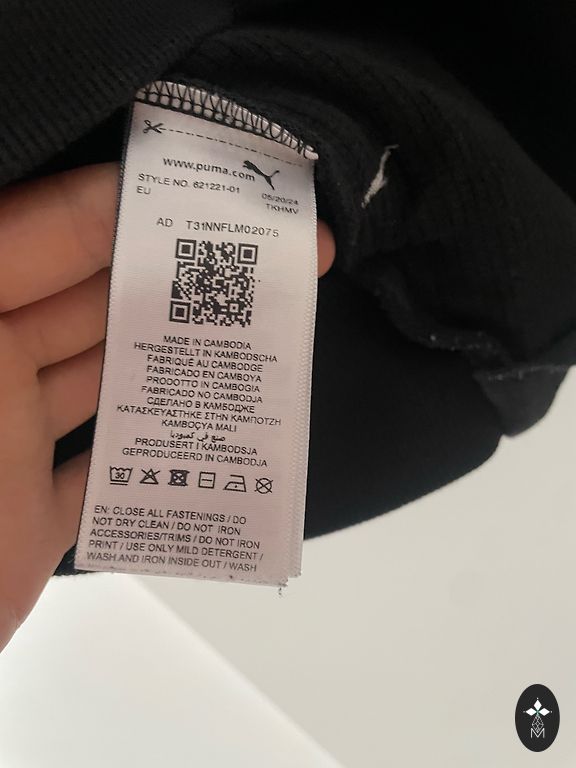 www.puma.com
STYLE NO. 621221-01
EU
05/20/24
TKHMV
AD T31NNFLM02075
MADE IN CAMBODIA
HERGESTELLT IN KAMBODSCHA
FABRIQUÉ AU CAMBODGE
FABRICADO EN CAMBOYA
PRODOTTO IN CAMBOGIA
FABRICADO NO CAMBODJA
СДЕЛАНО В КАМБОДЖЕ
ΚΑΤΑΣΚΕΥΑΣΤΗΚΕ ΣΤΗΝ ΚΑΜΠΟΤΖΗ
KAMBOÇYA MALI
صنع في كمبوديا
PRODUSERT I KAMBODSJA
GEPRODUCEERD IN CAMBODJA
30
EN: CLOSE ALL FASTENINGS / DO
NOT DRY CLEAN / DO NOT IRON
ACCESSORIES/TRIMS / DO NOT IRON
PRINT / USE ONLY MILD DETERGENT /
WASH AND IRON INSIDE OUT / WASH